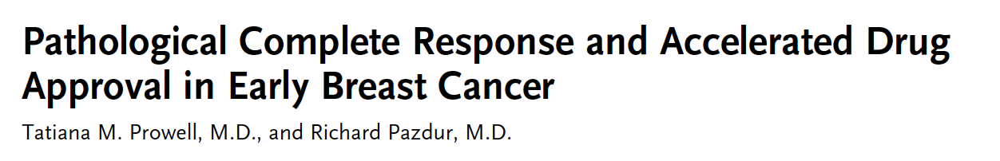 Pathological Complete Response and Accelerated Drug
Approval in Early Breast Cancer
Tatiana M. Prowell, M.D., and Richard Pazdur, M.D.